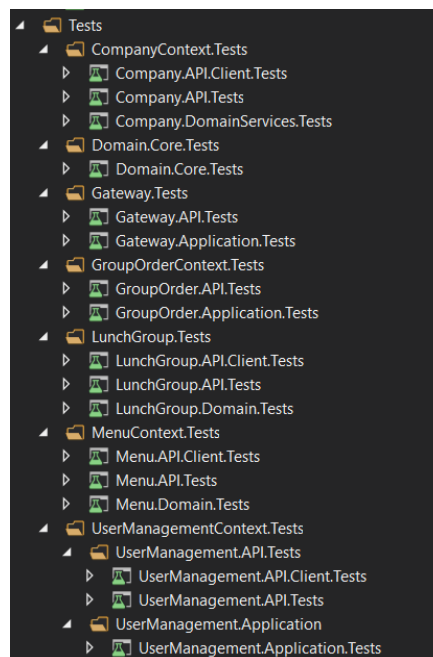 Tests
CompanyContext.Tests
Company.API.Client.Tests
Company.API.Tests
Company.DomainServices.Tests
Domain.Core.Tests
Domain.Core.Tests
Gateway.Tests
Gateway.API.Tests
Gateway.Application.Tests
GroupOrderContext.Tests
GroupOrder.API.Tests
GroupOrder.Application.Tests
LunchGroup.Tests
LunchGroup.API.Client.Tests
LunchGroup.API.Tests
LunchGroup.Domain.Tests
MenuContext.Tests
Menu.API.Client.Tests
Menu.API.Tests
Menu.Domain.Tests
UserManagementContext.Tests
UserManagement.API.Tests
UserManagement.API.Client.Tests
UserManagement.API.Tests
UserManagement.Application
UserManagement.Application.Tests